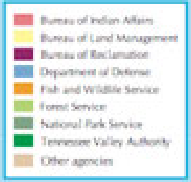 Bureau of Indian Affairs
Bureau of Land Management
Bureau of Reclamation
Department of Defense
Fish and Wildlife Service
Forest Service
National Park Service
Tennessee Valley Authority
Other agencies